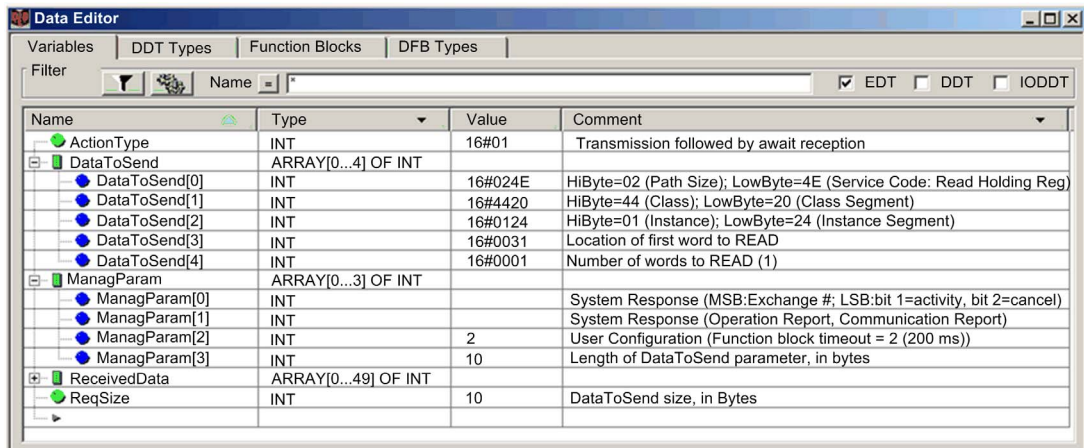 Data Editor
Variables DDT Types Function Blocks DFB Types
Filter Name = * EDT DDT IODDT
Name Type Value Comment
ActionType INT 16#01 Transmission followed by await reception
DataToSend ARRAY[0...4] OF INT
DataToSend[0] INT 16#024E HiByte=02 (Path Size); LowByte=4E (Service Code: Read Holding Reg)
DataToSend[1] INT 16#4420 HiByte=44 (Class); LowByte=20 (Class Segment)
DataToSend[2] INT 16#0124 HiByte=01 (Instance); LowByte=24 (Instance Segment)
DataToSend[3] INT 16#0031 Location of first word to READ
DataToSend[4] INT 16#0001 Number of words to READ (1)
ManagParam ARRAY[0...3] OF INT
ManagParam[0] INT System Response (MSB:Exchange #; LSB:bit 1=activity, bit 2=cancel)
ManagParam[1] INT System Response (Operation Report, Communication Report)
ManagParam[2] INT 2 User Configuration (Function block timeout = 2 (200 ms))
ManagParam[3] INT 10 Length of DataToSend parameter, in bytes
ReceivedData ARRAY[0...49] OF INT
ReqSize INT 10 DataToSend size, in Bytes